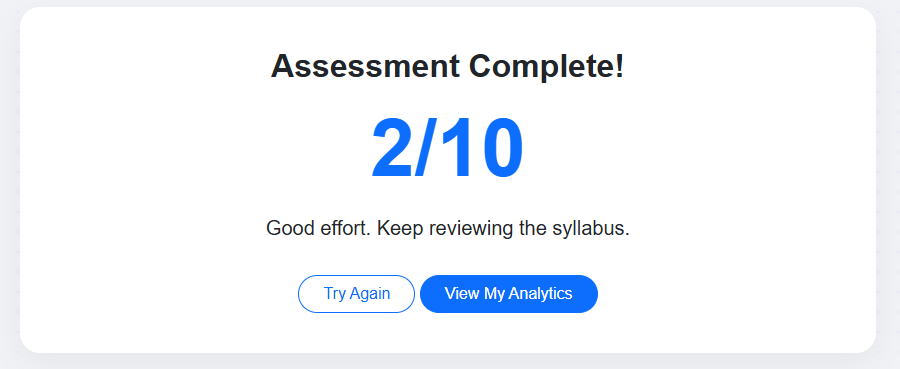 Assessment Complete!
2/10
Good effort. Keep reviewing the syllabus.
Try Again
View My Analytics